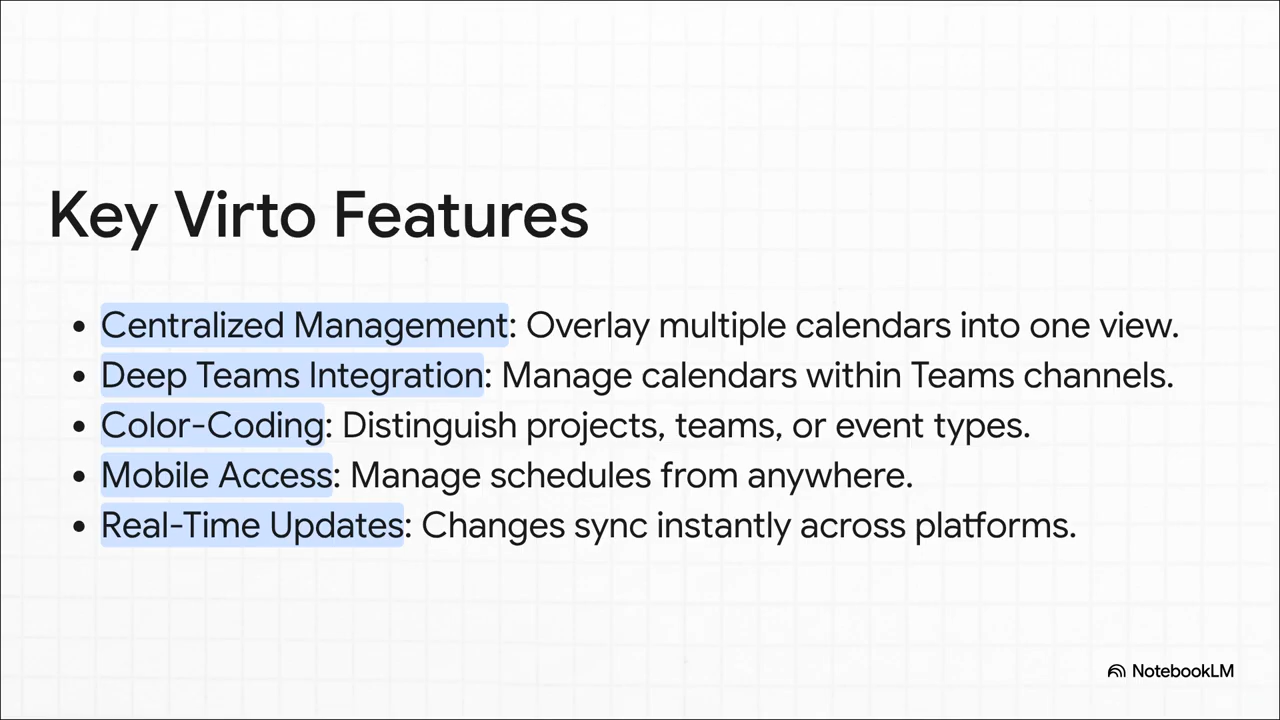 Key Virto Features
• Centralized Management: Overlay multiple calendars into one view.
• Deep Teams Integration: Manage calendars within Teams channels.
• Color-Coding: Distinguish projects, teams, or event types.
• Mobile Access: Manage schedules from anywhere.
• Real-Time Updates: Changes sync instantly across platforms.
NotebookLM